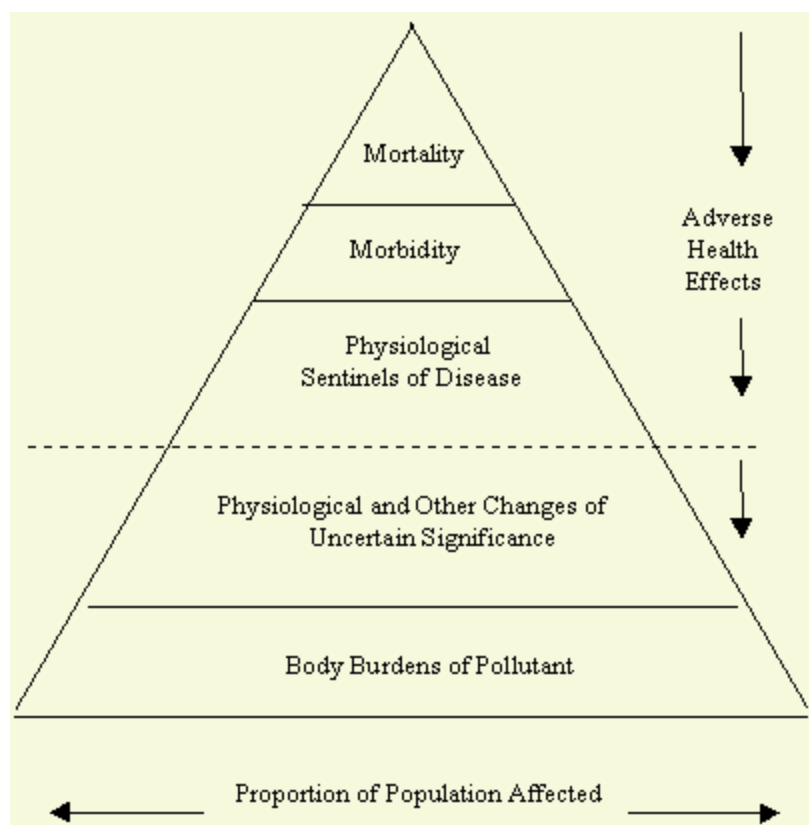 Mortality
Adverse
Health
Effects
Morbidity
Physiological
Sentinels of Disease
Physiological and Other Changes of
Uncertain Significance
Body Burdens of Pollutant
Proportion of Population Affected